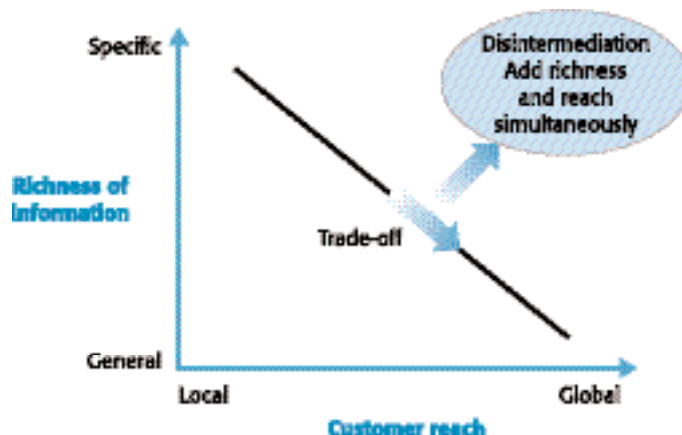 Specific
Disintermediation
Add richness
and reach
simultaneously
Richness of
Information
Trade-off
General
Local
Global
Customer reach